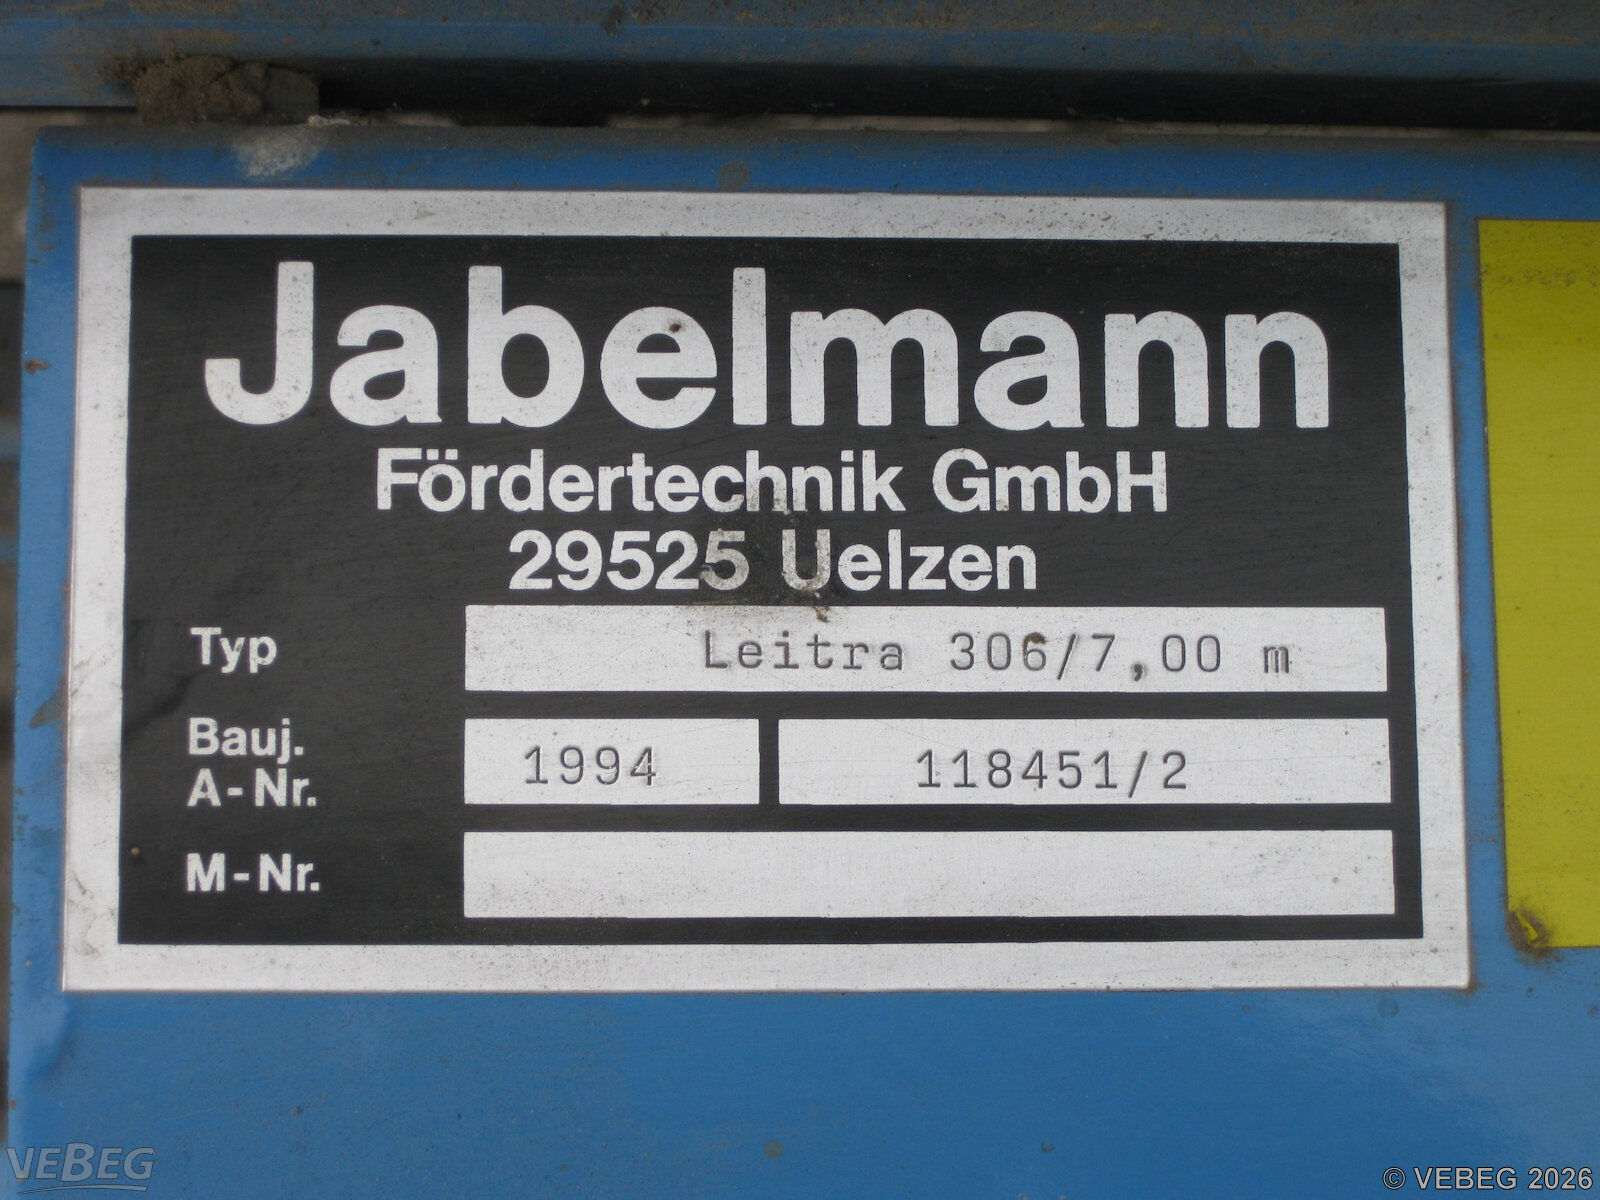 Jabelmann
Fördertechnik GmbH
29525 Uelzen
Typ Leitra 306/7,00 m
Bauj. 1994 118451/2
A-Nr.
M-Nr.
VEBEG
© VEBEG 2026